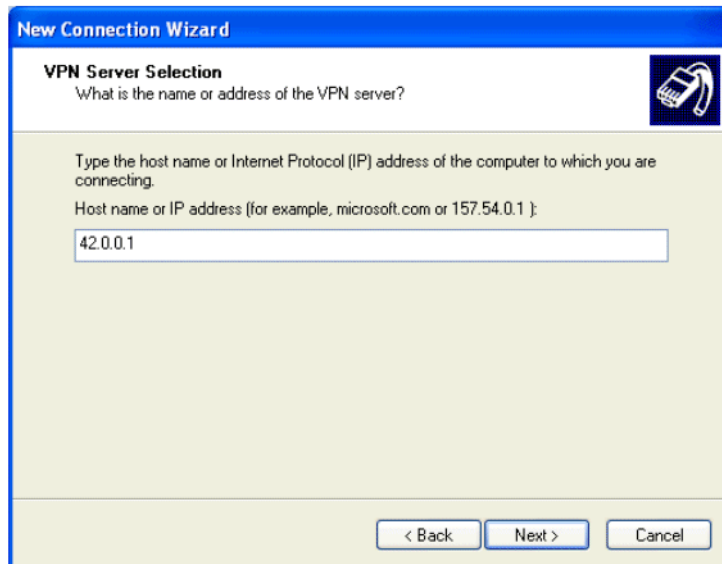 New Connection Wizard
VPN Server Selection
What is the name or address of the VPN server?
Type the host name or Internet Protocol (IP) address of the computer to which you are
connecting.
Host name or IP address (for example, microsoft.com or 157.54.0.1 ):
42.0.0.1
< Back
Next >
Cancel